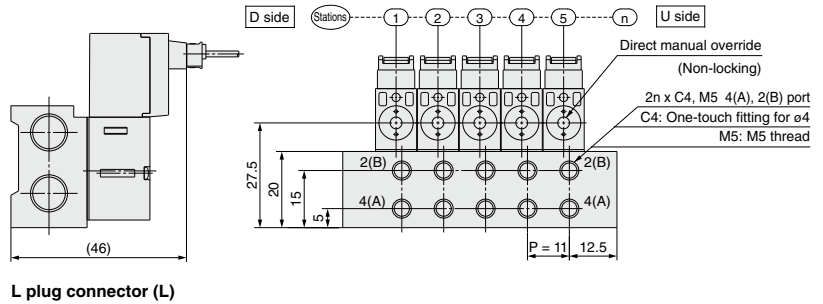 D side
Stations
1
2
3
4
5
n
U side
Direct manual override
(Non-locking)
2n x C4, M5 4(A), 2(B) port
C4: One-touch fitting for ø4
M5: M5 thread
2(B)
2(B)
4(A)
4(A)
27.5
20
15
5
(46)
P = 11
12.5
L plug connector (L)